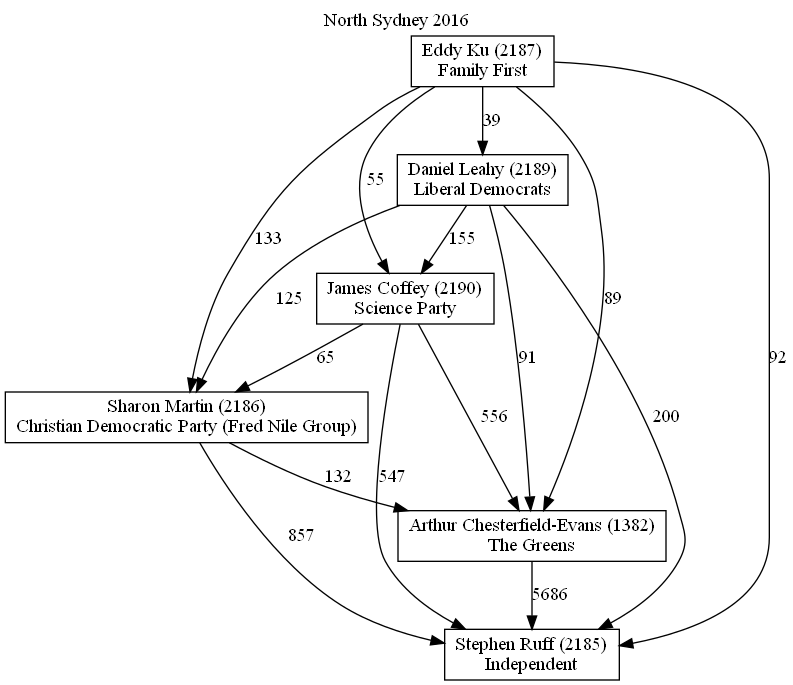 North Sydney 2016
Eddy Ku (2187)
Family First
39
Daniel Leahy (2189)
Liberal Democrats
55
133
155
125
James Coffey (2190)
Science Party
89
65
91
92
Sharon Martin (2186)
Christian Democratic Party (Fred Nile Group)
556
200
132
547
857
Arthur Chesterfield-Evans (1382)
The Greens
5686
Stephen Ruff (2185)
Independent